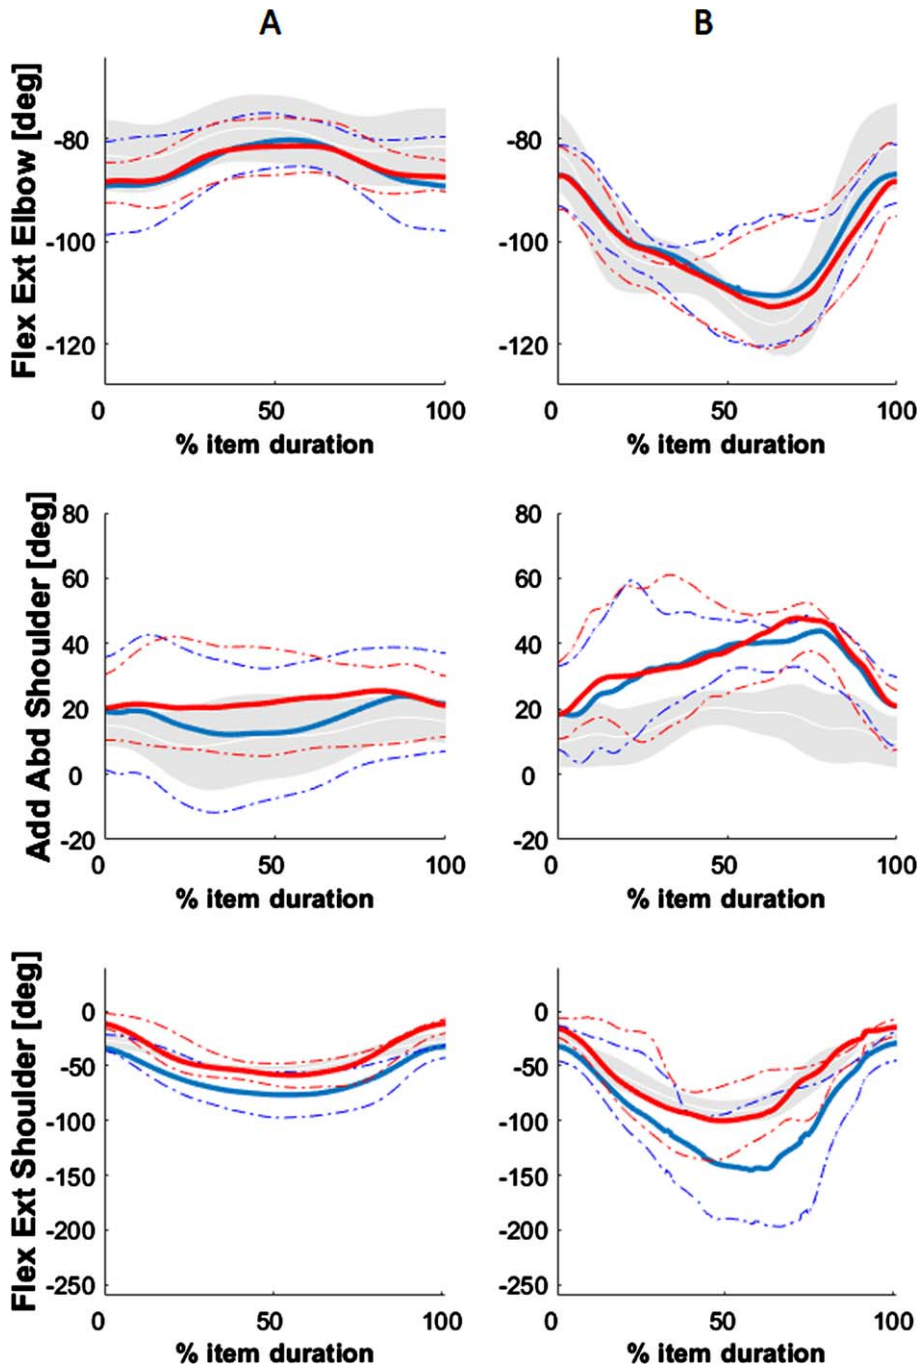 A B
Flex Ext Elbow [deg]
-80
-100
-120
0 50 100
% item duration
-80
-100
-120
0 50 100
% item duration
Add Abd Shoulder [deg]
80
60
40
20
0
-20
0 50 100
% item duration
80
60
40
20
0
-20
0 50 100
% item duration
Flex Ext Shoulder [deg]
0
-50
-100
-150
-200
-250
0 50 100
% item duration
0
-50
-100
-150
-200
-250
0 50 100
% item duration